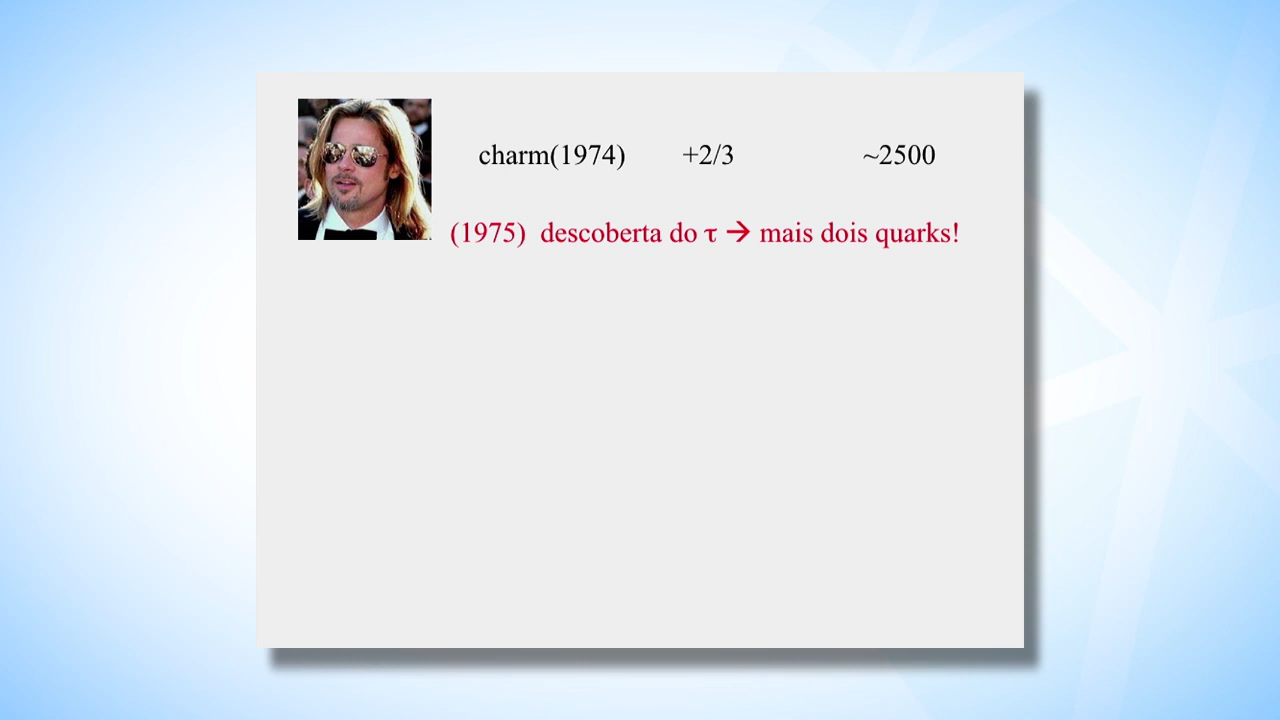 charm(1974) +2/3 ~2500
(1975) descoberta do τ → mais dois quarks!